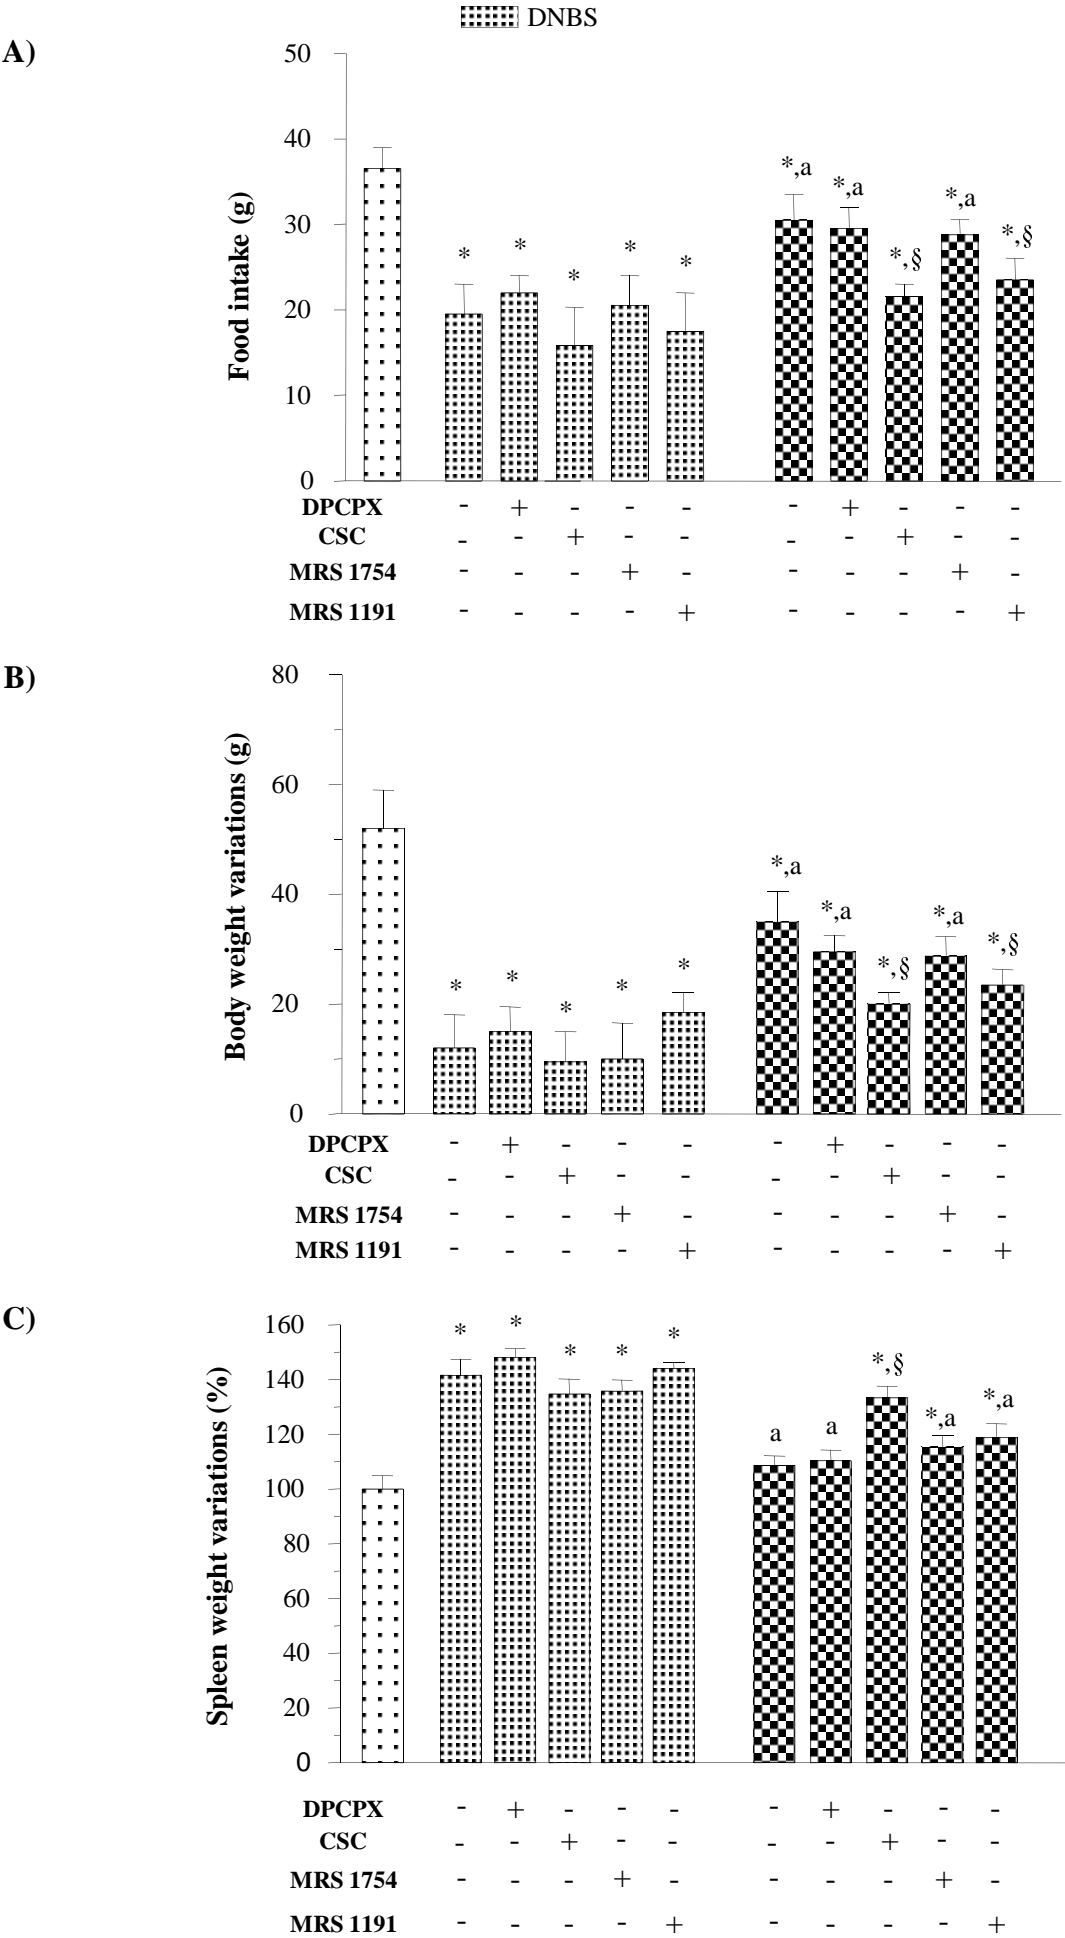 DNBS
A)
50
40
30
20
10
0
Food intake (g)
* * * * * *,a *,a *,§ *,a *,§
DPCPX - + - - - - + - - -
CSC - - + - - - - + - -
MRS 1754 - - - + - - - - + -
MRS 1191 - - - - + - - - - +
B)
80
60
40
20
0
Body weight variations (g)
* * * * * *,a *,a *,§ *,a *,§
DPCPX - + - - - - + - - -
CSC - - + - - - - + - -
MRS 1754 - - - + - - - - + -
MRS 1191 - - - - + - - - - +
C)
160
140
120
100
80
60
40
20
0
Spleen weight variations (%)
* * * * * a a *,§ *,a *,a
DPCPX - + - - - - + - - -
CSC - - + - - - - + - -
MRS 1754 - - - + - - - - + -
MRS 1191 - - - - + - - - - +